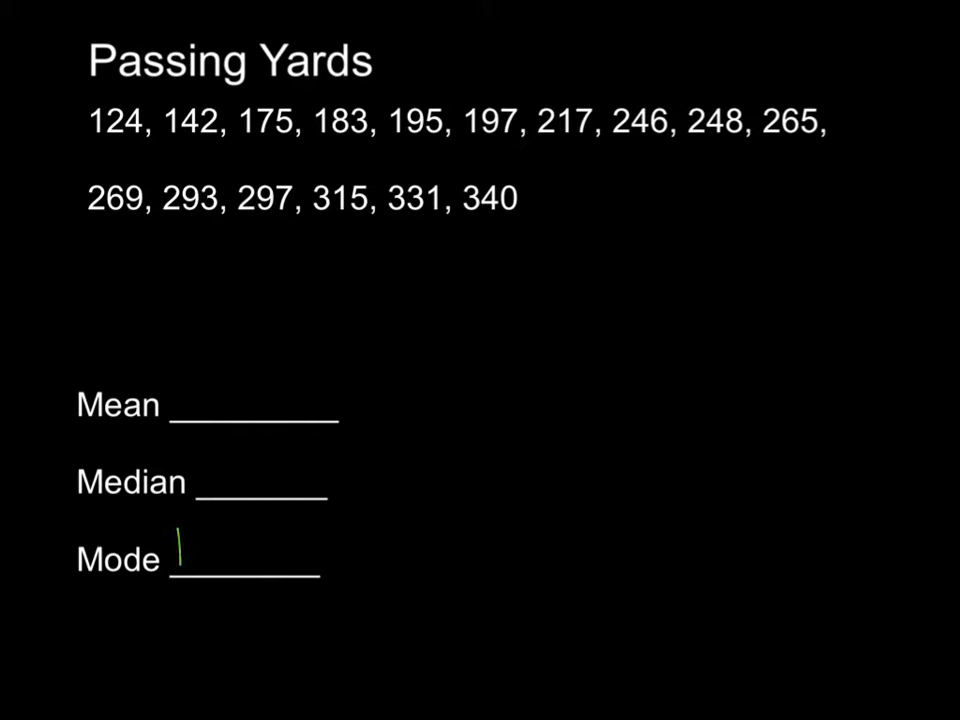 Passing Yards
124, 142, 175, 183, 195, 197, 217, 246, 248, 265,
269, 293, 297, 315, 331, 340
Mean _________
Median _______
Mode ________